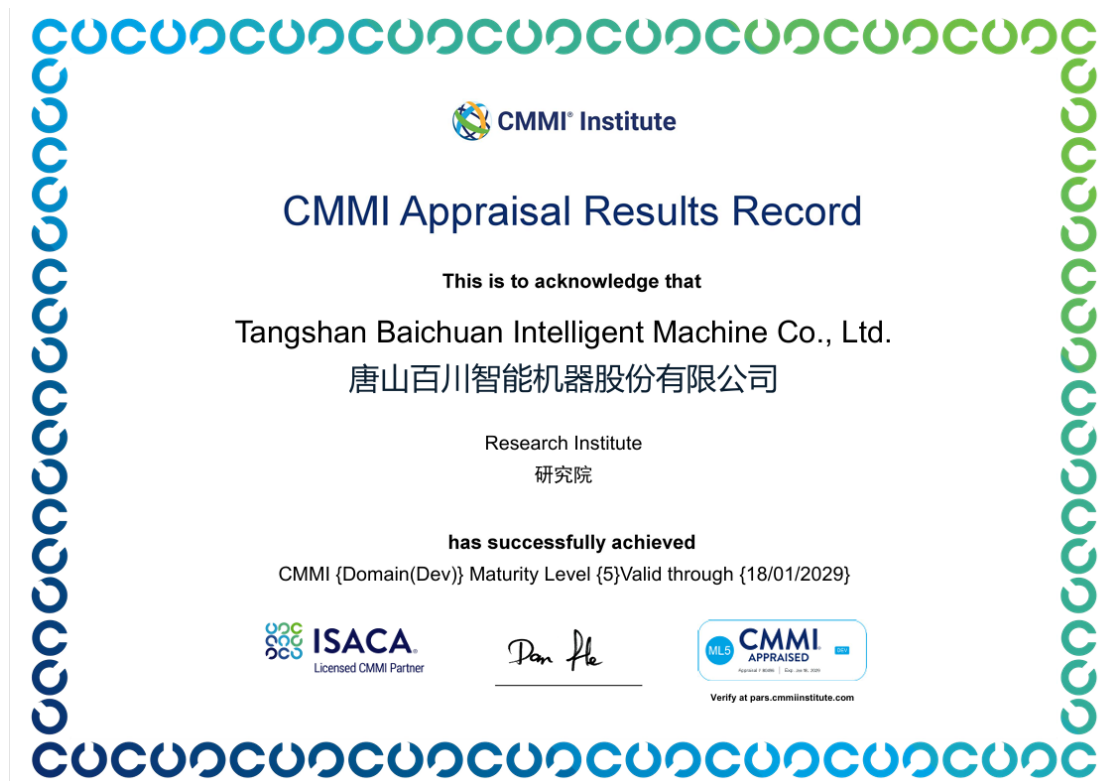 CMMI® Institute
CMMI Appraisal Results Record
This is to acknowledge that
Tangshan Baichuan Intelligent Machine Co., Ltd.
唐山百川智能机器股份有限公司
Research Institute
研究院
has successfully achieved
CMMI {Domain(Dev)} Maturity Level {5}Valid through {18/01/2029}
ISACA.
Licensed CMMI Partner
ML5
CMMI
APPRAISED
DEV
Verify at pars.cmmiinstitute.com